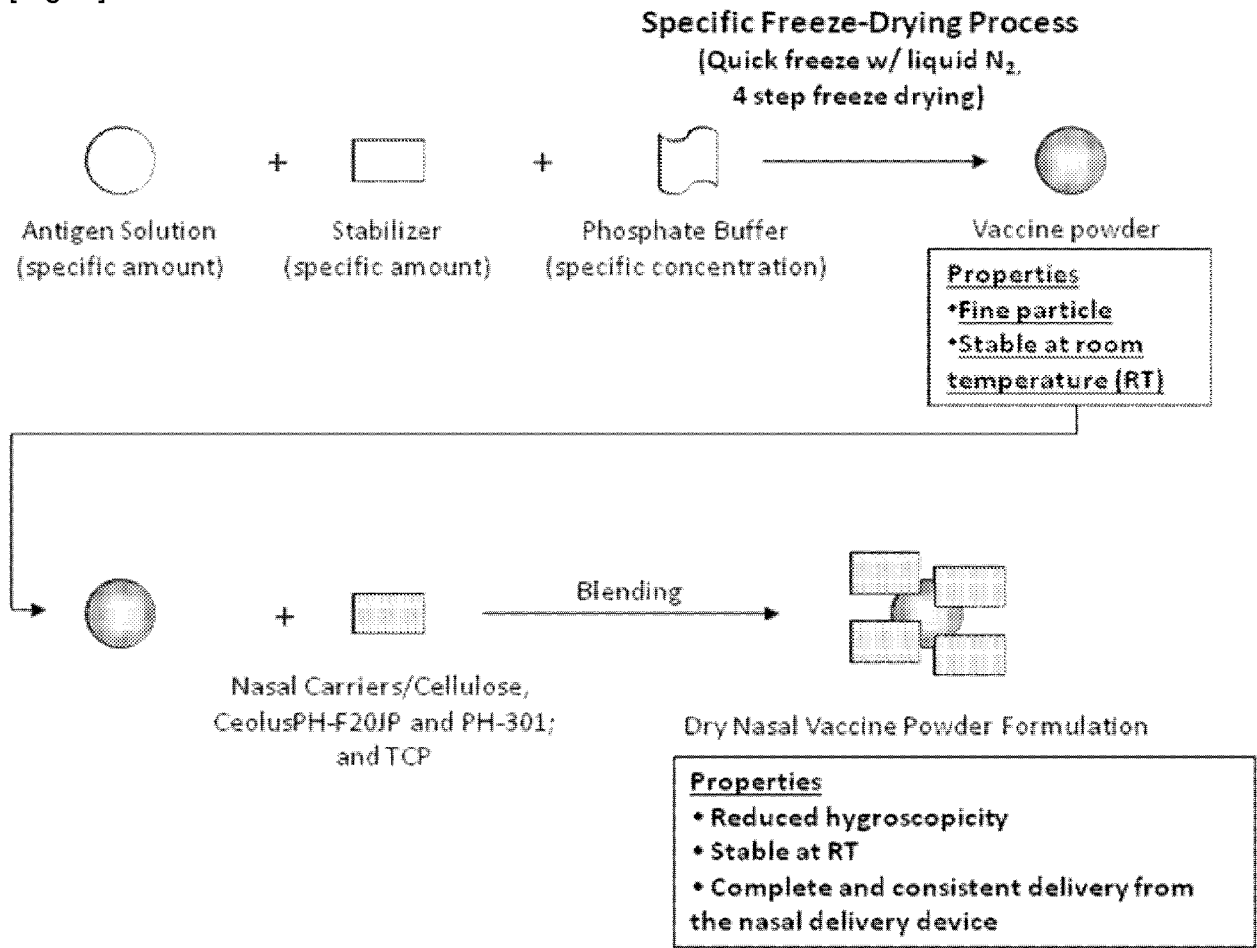 Specific Freeze-Drying Process
(Quick freeze w/ liquid N₂,
4 step freeze drying)
+
+
Antigen Solution
(specific amount)
Stabilizer
(specific amount)
Phosphate Buffer
(specific concentration)
Vaccine powder
Properties
•Fine particle
•Stable at room
temperature (RT)
+
Blending
Nasal Carriers/Cellulose,
CeolusPH-F20JP and PH-301;
and TCP
Dry Nasal Vaccine Powder Formulation
Properties
• Reduced hygroscopicity
• Stable at RT
• Complete and consistent delivery from
the nasal delivery device